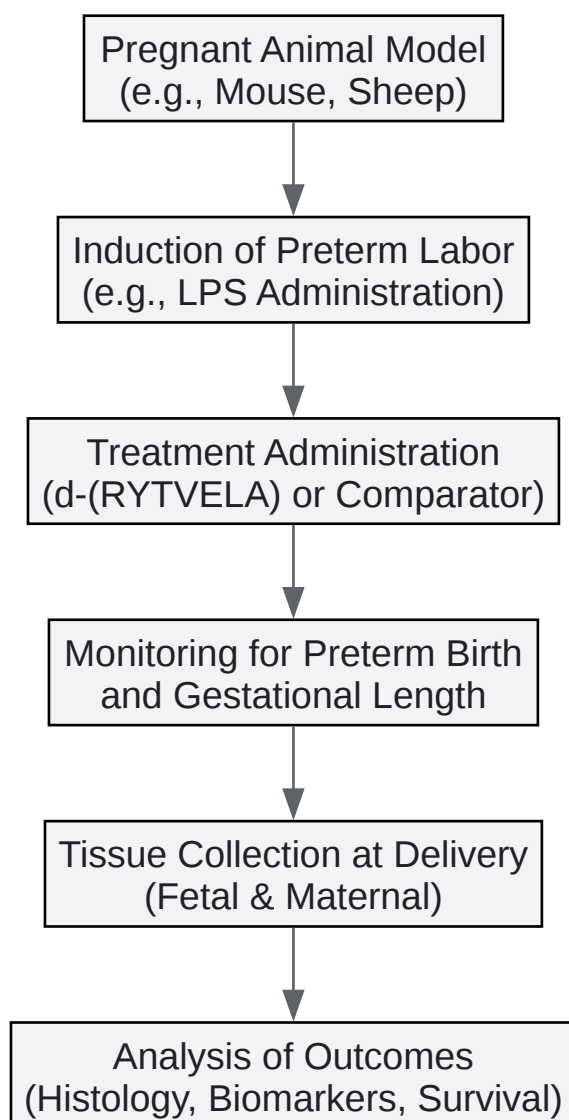 Pregnant Animal Model
(e.g., Mouse, Sheep)
Induction of Preterm Labor
(e.g., LPS Administration)
Treatment Administration
(d-(RYTVELA) or Comparator)
Monitoring for Preterm Birth
and Gestational Length
Tissue Collection at Delivery
(Fetal & Maternal)
Analysis of Outcomes
(Histology, Biomarkers, Survival)